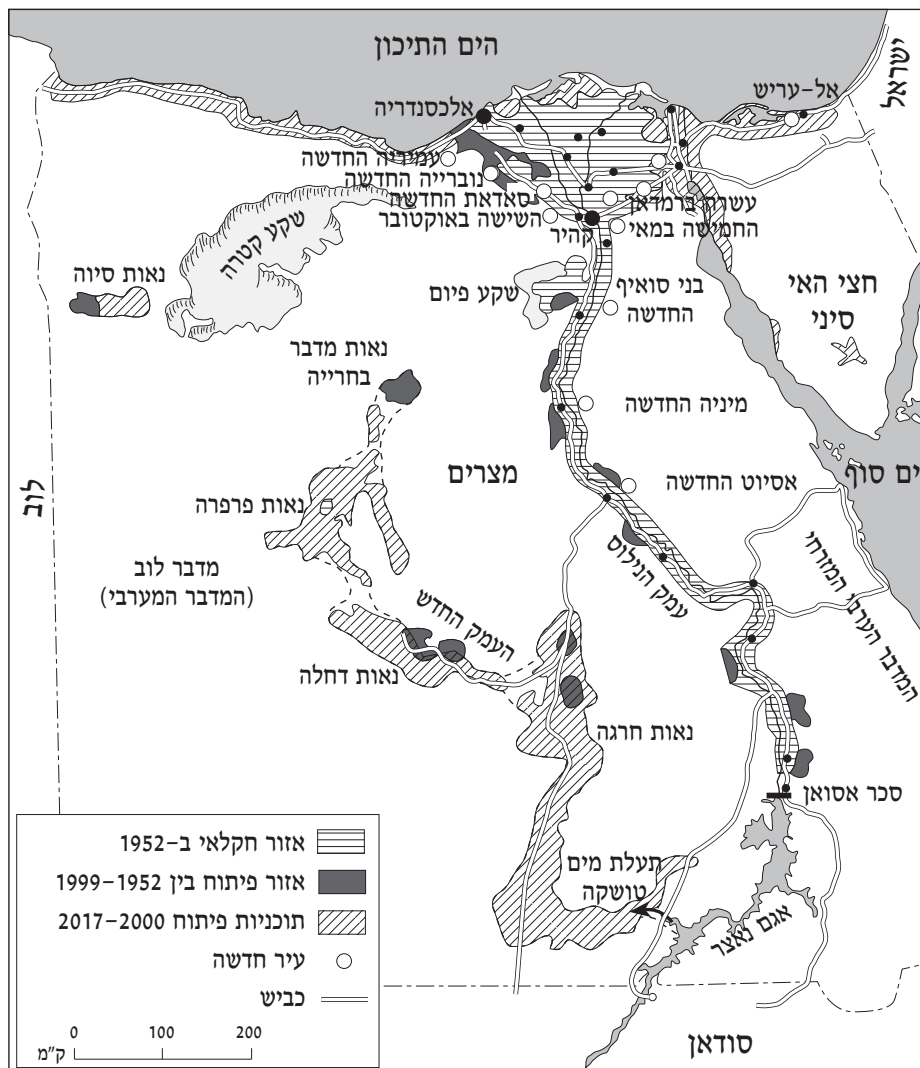 הים התיכון
ישראל
אל-עריש
אלכסנדריה
עמיריה החדשה
נובריה החדשה
סאדאת החדשה
השישה באוקטובר
עשרה ברמדאן
החמישה במאי
קהיר
שקע קטרה
נאות סיוה
שקע פיום
בני סואיף
החדשה
חצי האי
סיני
נאות מדבר
בחרייה
מיניה החדשה
לוב
מצרים
אסיוט החדשה
ים סוף
נאות פרפרה
עמק הנילוס
המדבר הערבי המזרחי
מדבר לוב
(המדבר המערבי)
העמק החדש
נאות דחלה
נאות חרגה
סכר אסואן
תעלת מים
טושקה
אגם נאצר
סודאן
אזור חקלאי ב-1952
אזור פיתוח בין 1952-1999
תוכניות פיתוח 2000-2017
עיר חדשה
כביש
0 100 200
ק"מ